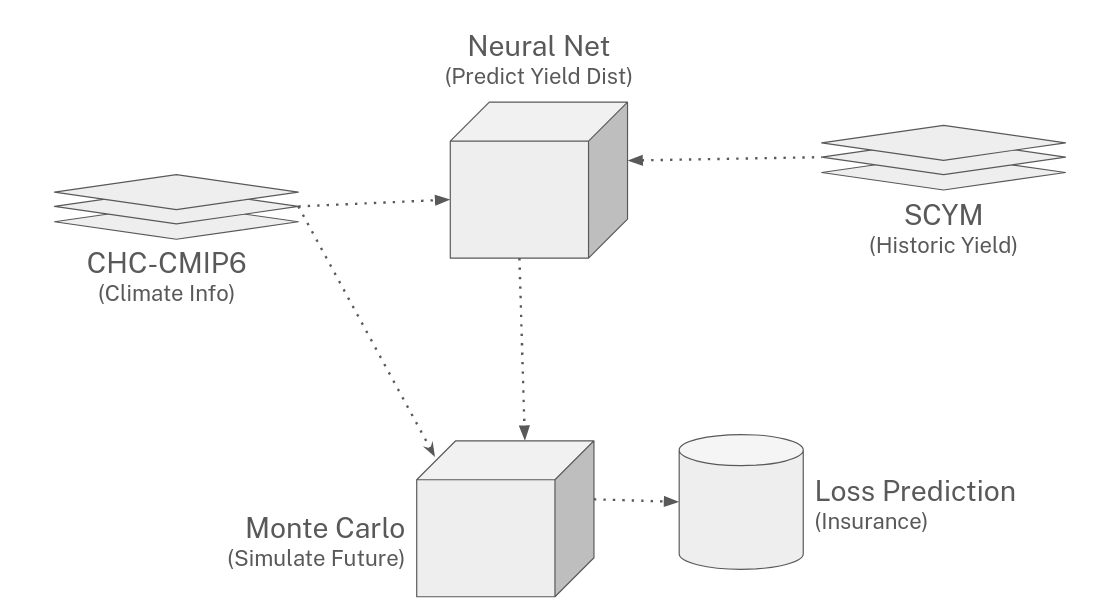 Neural Net
(Predict Yield Dist)
SCYM
(Historic Yield)
CHC-CMIP6
(Climate Info)
Monte Carlo
(Simulate Future)
Loss Prediction
(Insurance)